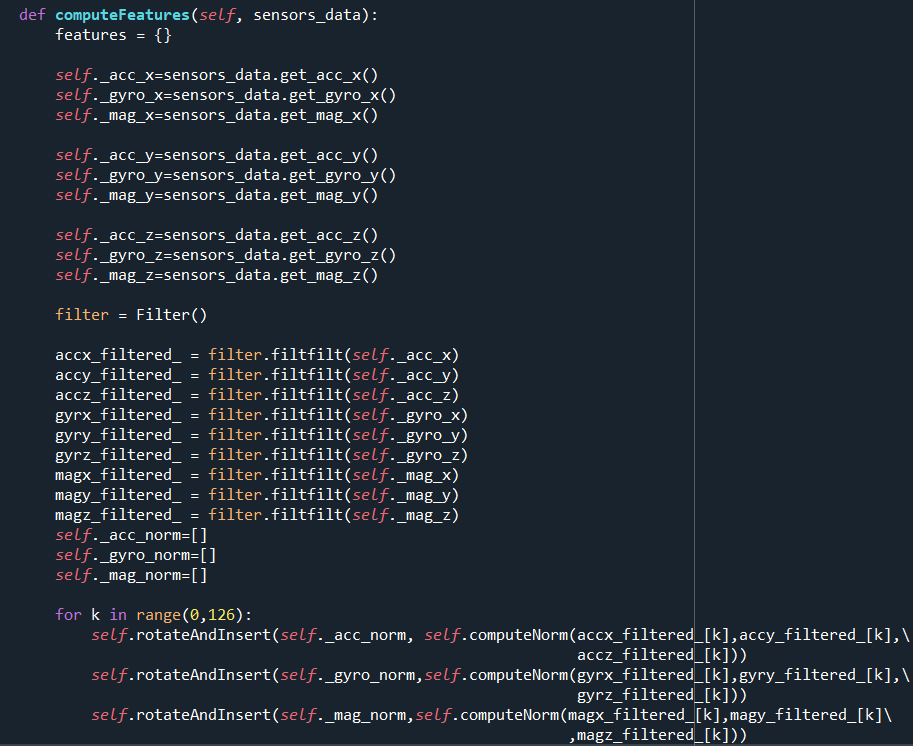 def computeFeatures(self, sensors_data):
    features = {}

    self._acc_x=sensors_data.get_acc_x()
    self._gyro_x=sensors_data.get_gyro_x()
    self._mag_x=sensors_data.get_mag_x()

    self._acc_y=sensors_data.get_acc_y()
    self._gyro_y=sensors_data.get_gyro_y()
    self._mag_y=sensors_data.get_mag_y()

    self._acc_z=sensors_data.get_acc_z()
    self._gyro_z=sensors_data.get_gyro_z()
    self._mag_z=sensors_data.get_mag_z()

    filter = Filter()

    accx_filtered_ = filter.filtfilt(self._acc_x)
    accy_filtered_ = filter.filtfilt(self._acc_y)
    accz_filtered_ = filter.filtfilt(self._acc_z)
    gyrx_filtered_ = filter.filtfilt(self._gyro_x)
    gyry_filtered_ = filter.filtfilt(self._gyro_y)
    gyrz_filtered_ = filter.filtfilt(self._gyro_z)
    magx_filtered_ = filter.filtfilt(self._mag_x)
    magy_filtered_ = filter.filtfilt(self._mag_y)
    magz_filtered_ = filter.filtfilt(self._mag_z)
    self._acc_norm=[]
    self._gyro_norm=[]
    self._mag_norm=[]

    for k in range(0,126):
        self.rotateAndInsert(self._acc_norm, self.computeNorm(accx_filtered_[k],accy_filtered_[k],\
                                                              accz_filtered_[k]))
        self.rotateAndInsert(self._gyro_norm,self.computeNorm(gyrx_filtered_[k],gyry_filtered_[k],\
                                                              gyrz_filtered_[k]))
        self.rotateAndInsert(self._mag_norm,self.computeNorm(magx_filtered_[k],magy_filtered_[k]\
                                                             ,magz_filtered_[k]))